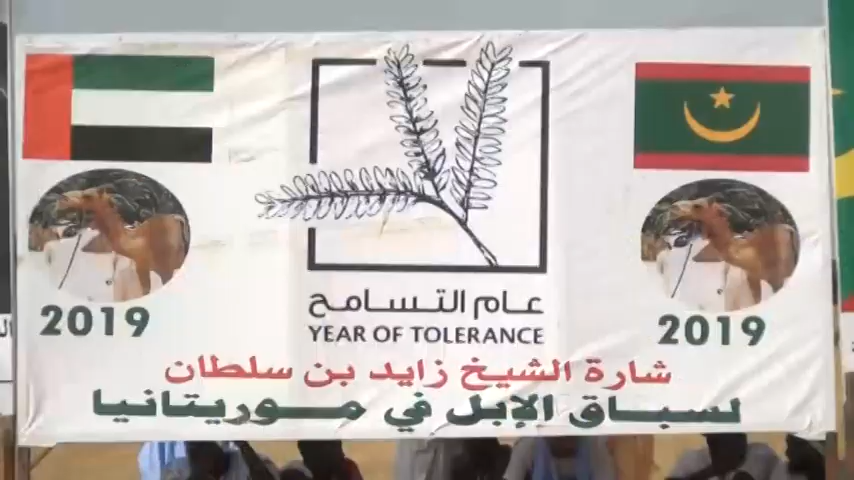 عام التسامح
YEAR OF TOLERANCE
2019
2019
شارة الشيخ زايد بن سلطان
لسباق الإبل في موريتانيا